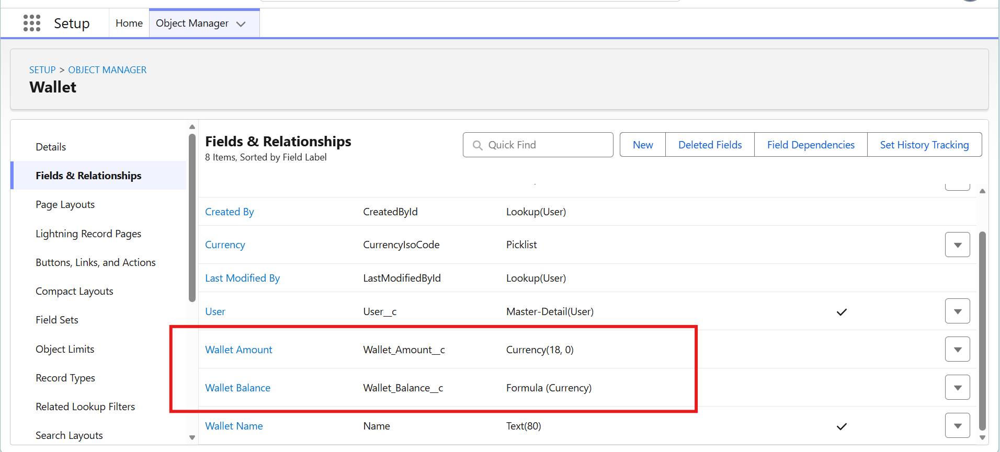 Setup
Home
Object Manager
SETUP > OBJECT MANAGER
Wallet
Details
Fields & Relationships
Page Layouts
Lightning Record Pages
Buttons, Links, and Actions
Compact Layouts
Field Sets
Object Limits
Record Types
Related Lookup Filters
Search Layouts
Fields & Relationships
8 Items, Sorted by Field Label
Quick Find
New
Deleted Fields
Field Dependencies
Set History Tracking
Created By CreatedById Lookup(User)
Currency CurrencyIsoCode Picklist
Last Modified By LastModifiedById Lookup(User)
User User__c Master-Detail(User)
Wallet Amount Wallet_Amount__c Currency(18, 0)
Wallet Balance Wallet_Balance__c Formula (Currency)
Wallet Name Name Text(80)